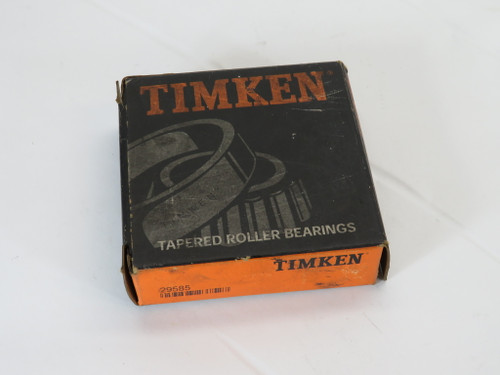 TIMKEN®
TAPERED ROLLER BEARINGS
TIMKEN
29585